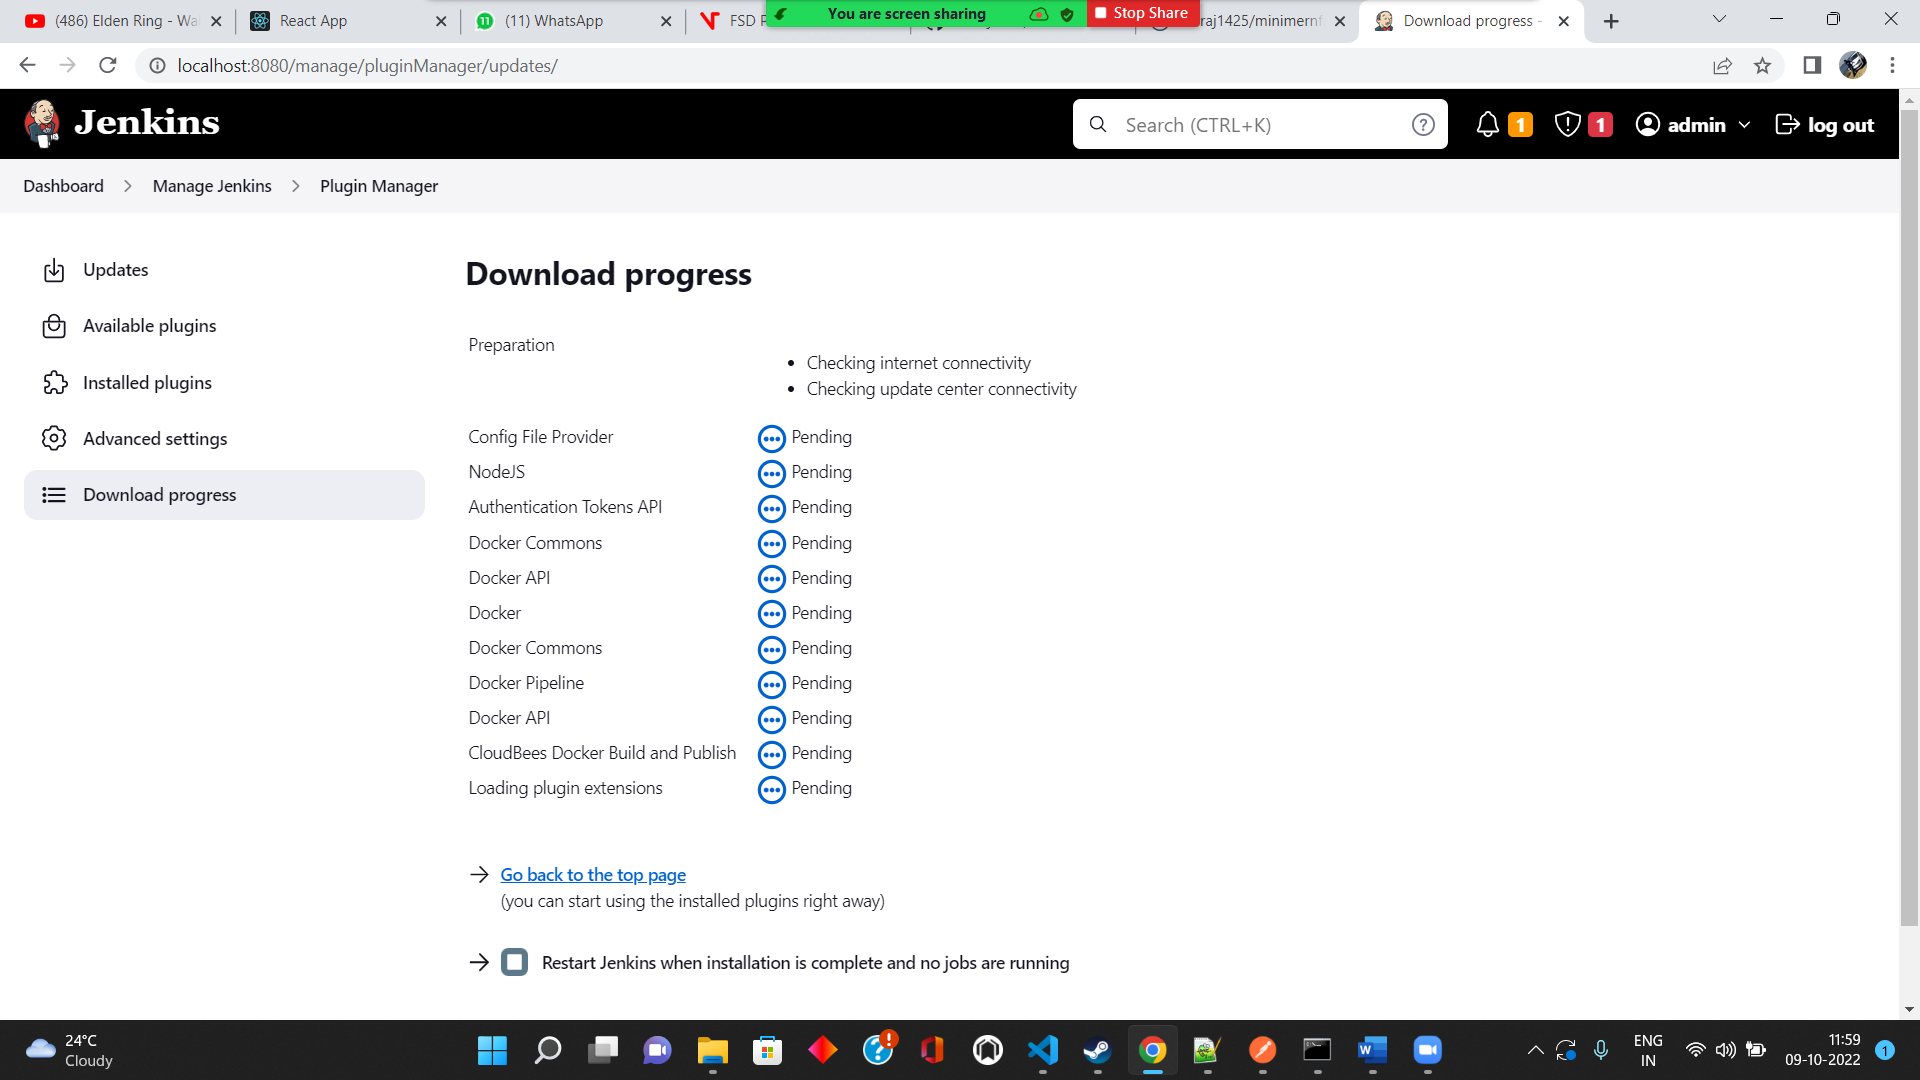 (486) Elden Ring - Wal
React App
(11) WhatsApp
FSD P
You are screen sharing
Stop Share
raj1425/minimernf
Download progress -
localhost:8080/manage/pluginManager/updates/
Jenkins
Search (CTRL+K)
1
1
admin
log out
Dashboard
Manage Jenkins
Plugin Manager
Updates
Available plugins
Installed plugins
Advanced settings
Download progress
Download progress
Preparation
Checking internet connectivity
Checking update center connectivity
Config File Provider Pending
NodeJS Pending
Authentication Tokens API Pending
Docker Commons Pending
Docker API Pending
Docker Pending
Docker Commons Pending
Docker Pipeline Pending
Docker API Pending
CloudBees Docker Build and Publish Pending
Loading plugin extensions Pending
Go back to the top page
(you can start using the installed plugins right away)
Restart Jenkins when installation is complete and no jobs are running
24°C
Cloudy
ENG
IN
11:59
09-10-2022
1